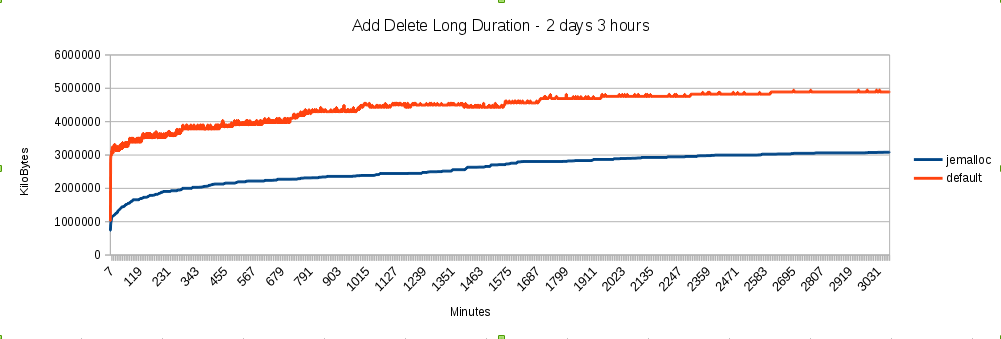 Add Delete Long Duration - 2 days 3 hours
6000000
5000000
4000000
3000000
2000000
1000000
0
KiloBytes
jemalloc
default
7 119 231 343 455 567 679 791 903 1015 1127 1239 1351 1463 1575 1687 1799 1911 2023 2135 2247 2359 2471 2583 2695 2807 2919 3031
Minutes